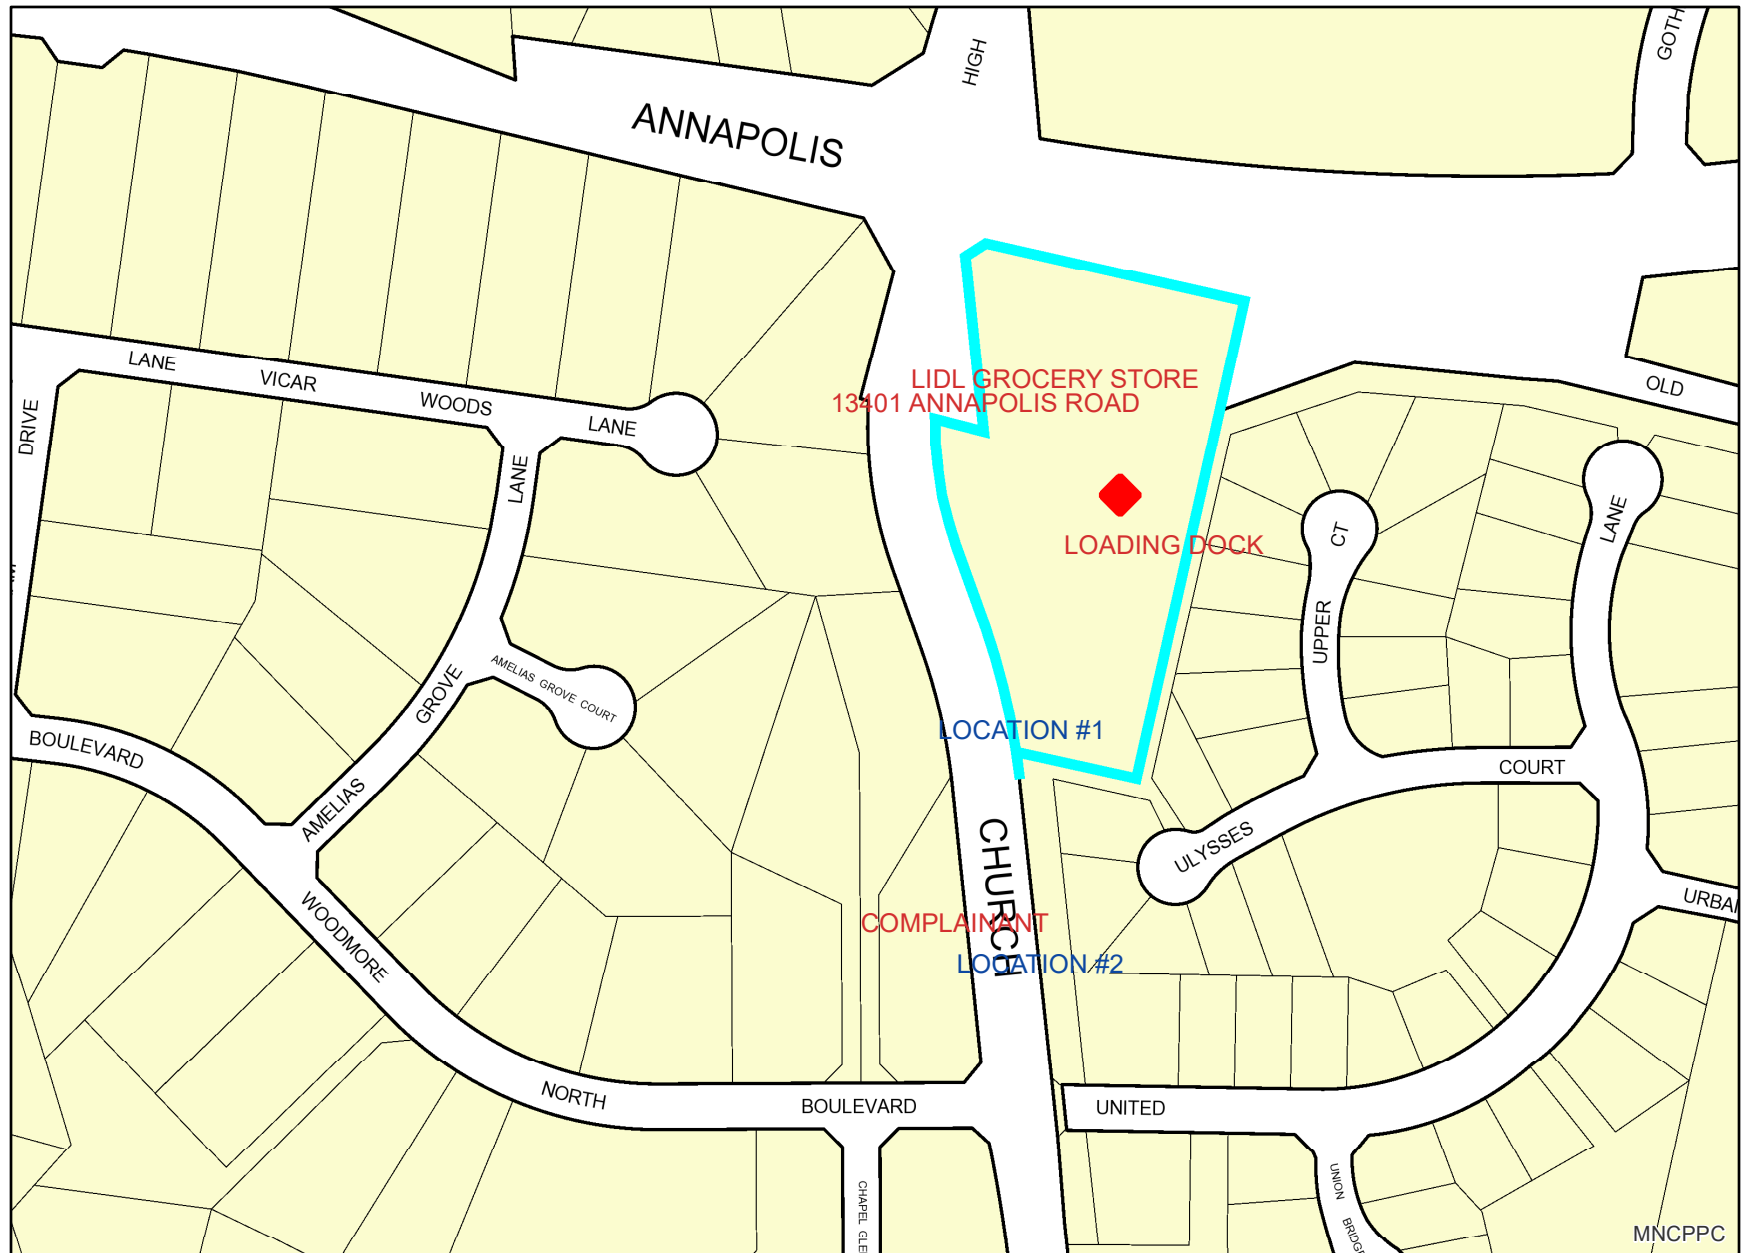 HIGH
GOTH
ANNAPOLIS
LANE VICAR WOODS LANE
DRIVE
LANE
LIDL GROCERY STORE
13401 ANNAPOLIS ROAD
OLD
LOADING DOCK
CT
LANE
UPPER
AMELIAS GROVE COURT
GROVE
AMELIAS
BOULEVARD
LOCATION #1
COURT
ULYSSES
CHURCH
URBA
WOODMORE
COMPLAINANT
LOCATION #2
NORTH
BOULEVARD
UNITED
CHAPEL GLE
UNION BRIDGE
MNCPPC